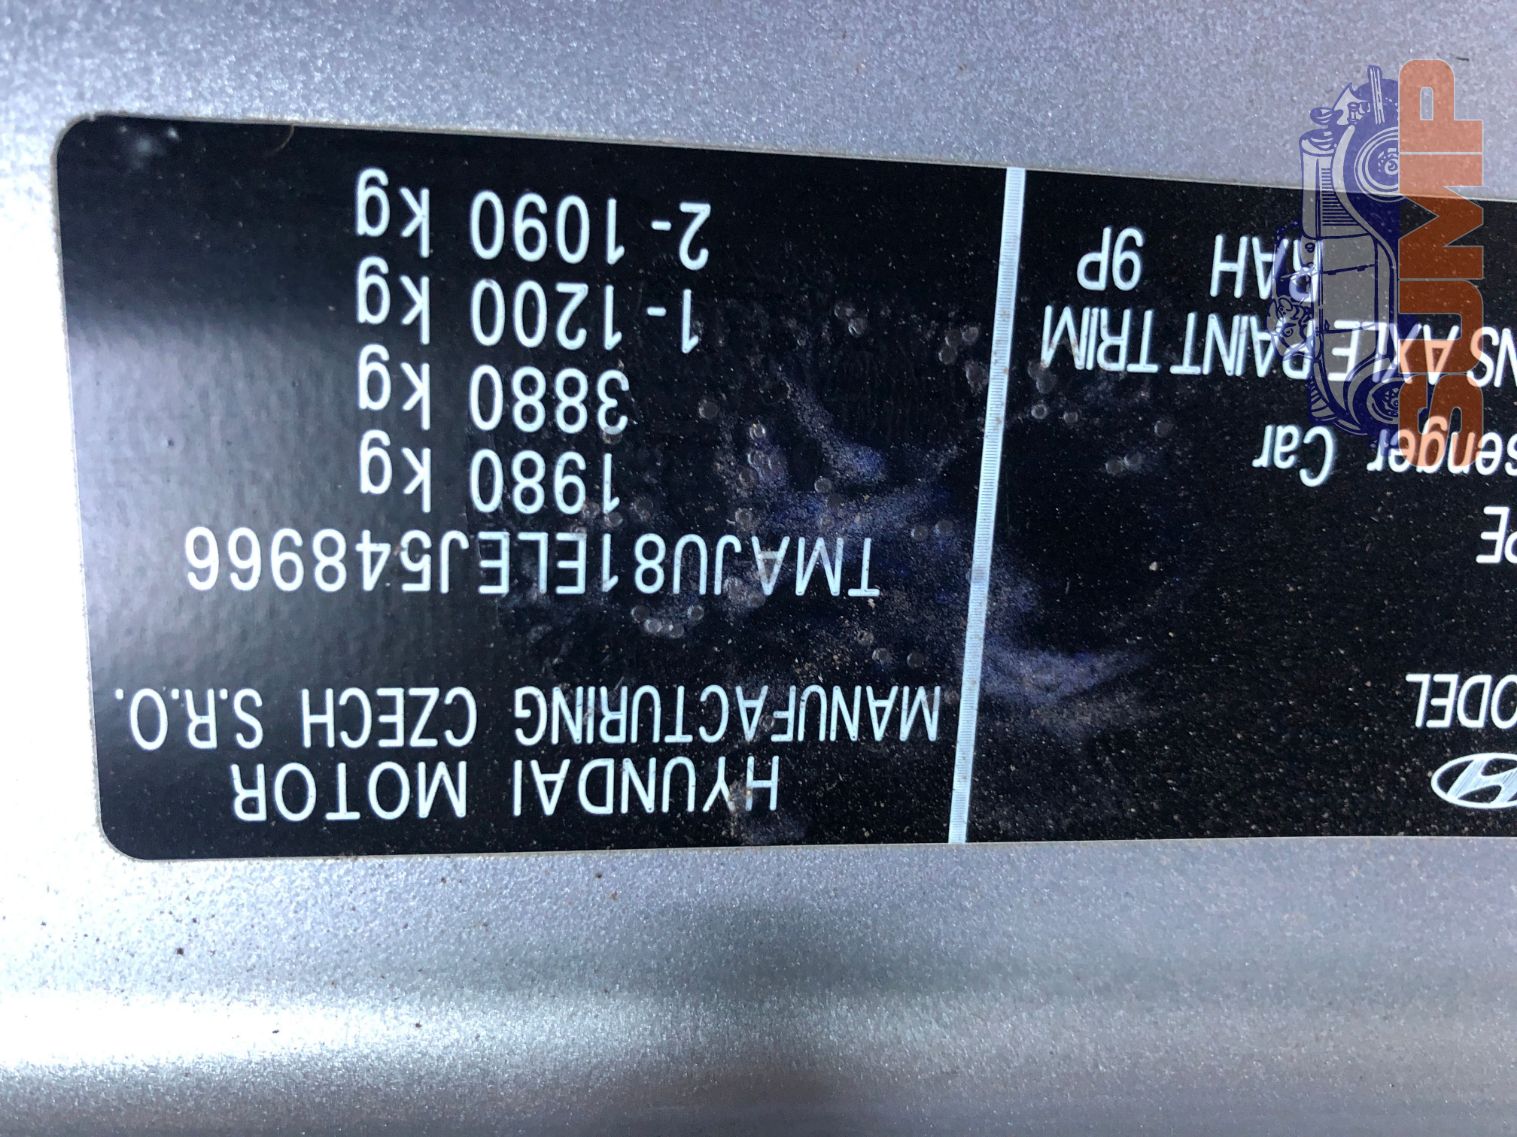 HYUNDAI MOTOR
MANUFACTURING CZECH S.R.O.
TMAJU81ELEJ548966
1980 kg
3880 kg
1- 1200 kg
2- 1090 kg
AXLE PAINT TRIM
RAH 9P
Car
SJMP